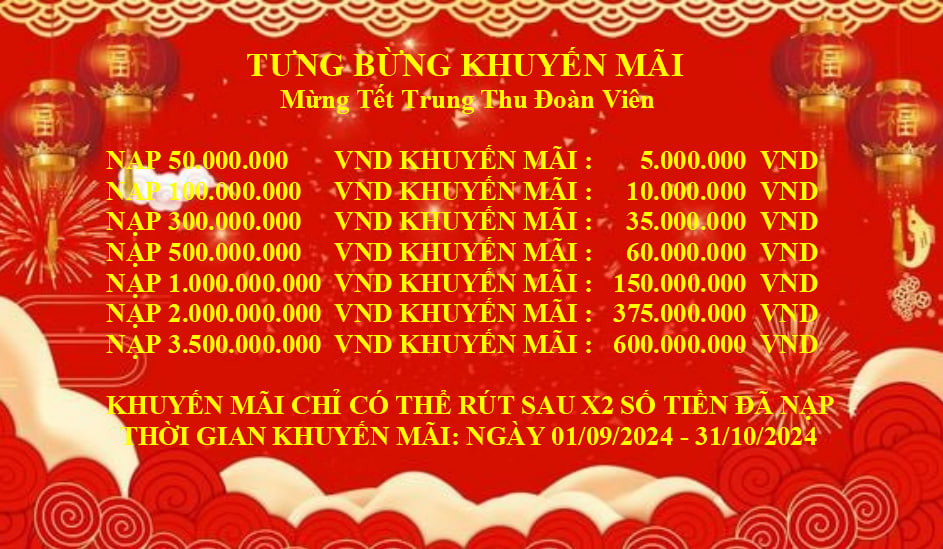 TƯNG BỪNG KHUYẾN MÃI
Mừng Tết Trung Thu Đoàn Viên
NẠP 50.000.000 VND KHUYẾN MÃI : 5.000.000 VND
NẠP 100.000.000 VND KHUYẾN MÃI : 10.000.000 VND
NẠP 300.000.000 VND KHUYẾN MÃI : 35.000.000 VND
NẠP 500.000.000 VND KHUYẾN MÃI : 60.000.000 VND
NẠP 1.000.000.000 VND KHUYẾN MÃI : 150.000.000 VND
NẠP 2.000.000.000 VND KHUYẾN MÃI : 375.000.000 VND
NẠP 3.500.000.000 VND KHUYẾN MÃI : 600.000.000 VND
KHUYẾN MÃI CHỈ CÓ THỂ RÚT SAU X2 SỐ TIỀN ĐÃ NẠP
THỜI GIAN KHUYẾN MÃI: NGÀY 01/09/2024 - 31/10/2024
福
福
福
福